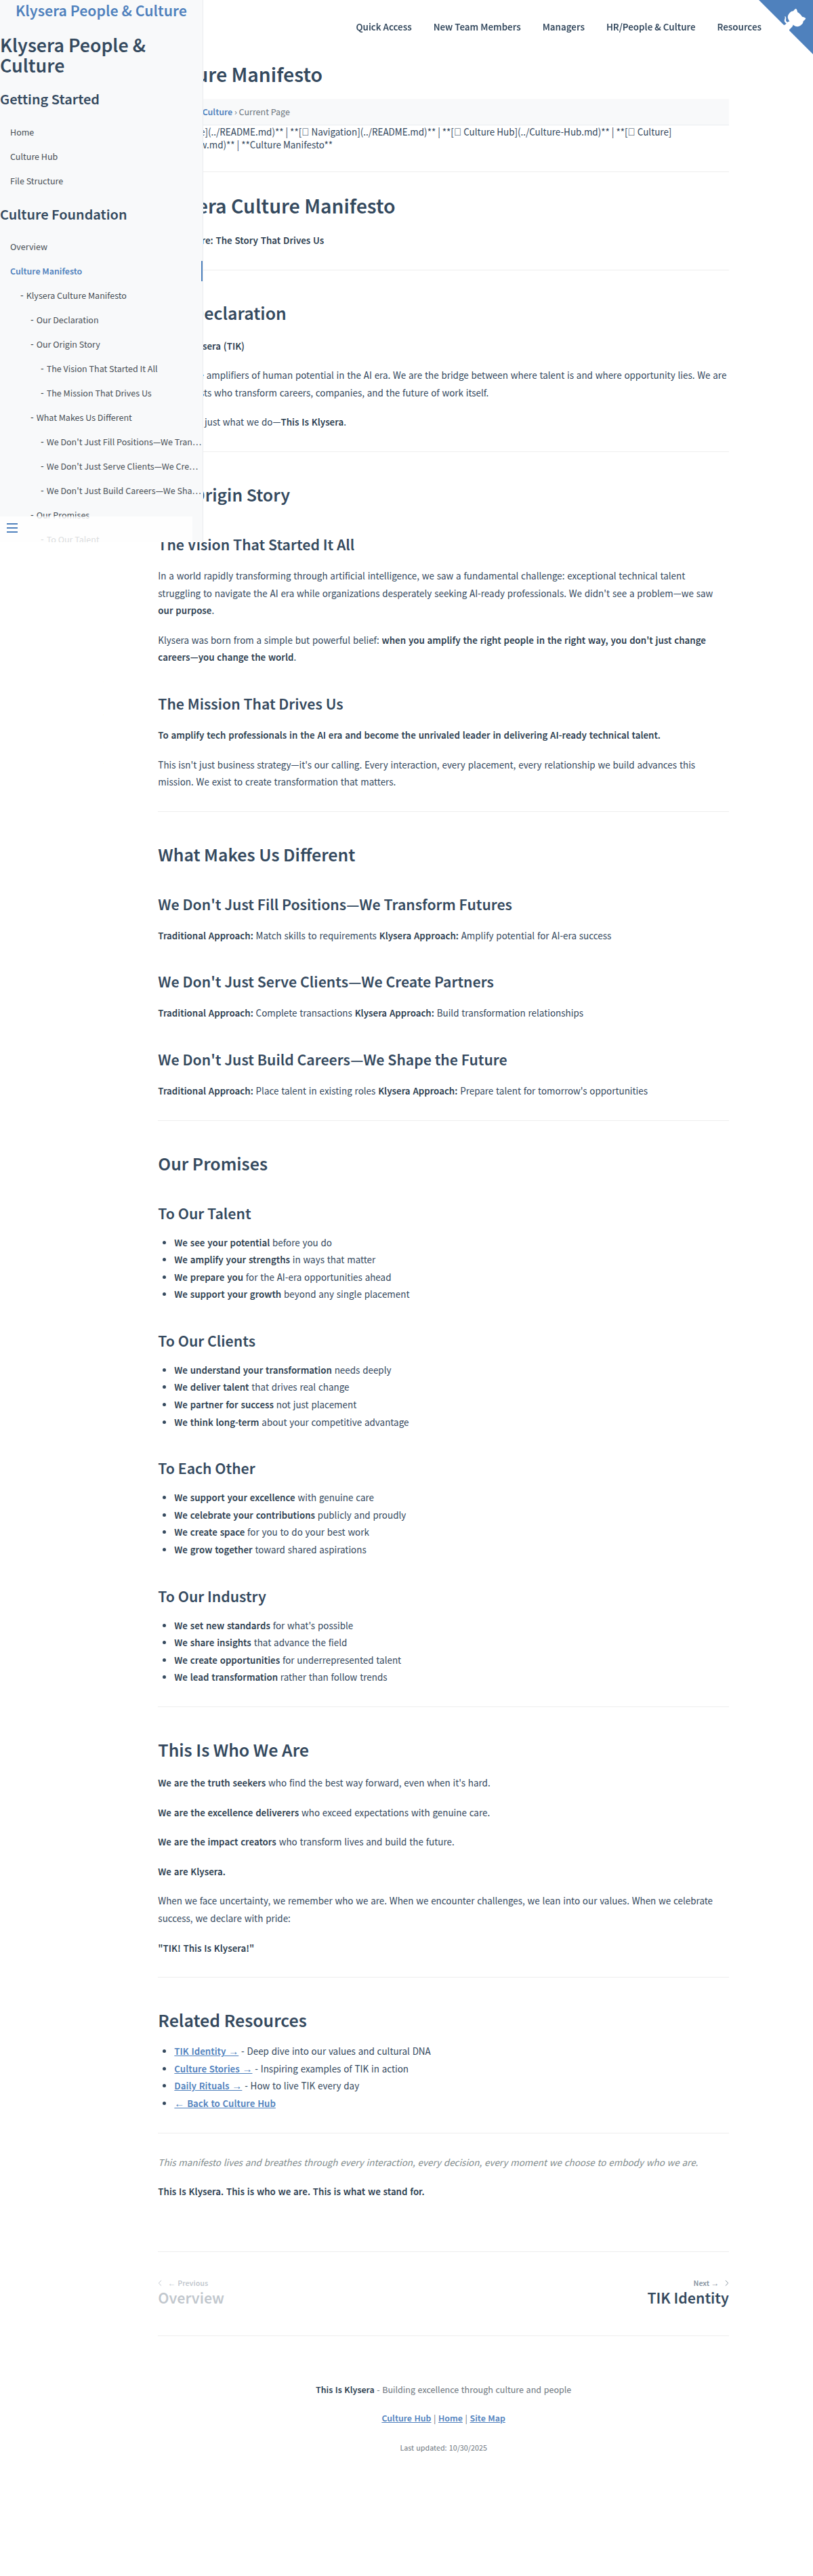 Klysera People & Culture
Klysera People &
Culture
Getting Started
Home
Culture Hub
File Structure
Culture Foundation
Overview
Culture Manifesto
- Klysera Culture Manifesto
- Our Declaration
- Our Origin Story
- The Vision That Started It All
- The Mission That Drives Us
- What Makes Us Different
- We Don't Just Fill Positions—We Tran...
- We Don't Just Serve Clients—We Cre...
- We Don't Just Build Careers—We Sha...
- Our Promises
- To Our Talent
Quick Access
New Team Members
Managers
HR/People & Culture
Resources
ure Manifesto
Culture › Current Page
](../README.md)** | **[ Navigation](../README.md)** | **[ Culture Hub](../Culture-Hub.md)** | **[ Culture]
.md)** | **Culture Manifesto**
era Culture Manifesto
re: The Story That Drives Us
eclaration
sera (TIK)
amplifiers of human potential in the AI era. We are the bridge between where talent is and where opportunity lies. We are
ts who transform careers, companies, and the future of work itself.
just what we do—This Is Klysera.
rigin Story
The Vision That Started It All
In a world rapidly transforming through artificial intelligence, we saw a fundamental challenge: exceptional technical talent
struggling to navigate the AI era while organizations desperately seeking AI-ready professionals. We didn't see a problem—we saw
our purpose.
Klysera was born from a simple but powerful belief: when you amplify the right people in the right way, you don't just change
careers—you change the world.
The Mission That Drives Us
To amplify tech professionals in the AI era and become the unrivaled leader in delivering AI-ready technical talent.
This isn't just business strategy—it's our calling. Every interaction, every placement, every relationship we build advances this
mission. We exist to create transformation that matters.
What Makes Us Different
We Don't Just Fill Positions—We Transform Futures
Traditional Approach: Match skills to requirements Klysera Approach: Amplify potential for AI-era success
We Don't Just Serve Clients—We Create Partners
Traditional Approach: Complete transactions Klysera Approach: Build transformation relationships
We Don't Just Build Careers—We Shape the Future
Traditional Approach: Place talent in existing roles Klysera Approach: Prepare talent for tomorrow's opportunities
Our Promises
To Our Talent
• We see your potential before you do
• We amplify your strengths in ways that matter
• We prepare you for the AI-era opportunities ahead
• We support your growth beyond any single placement
To Our Clients
• We understand your transformation needs deeply
• We deliver talent that drives real change
• We partner for success not just placement
• We think long-term about your competitive advantage
To Each Other
• We support your excellence with genuine care
• We celebrate your contributions publicly and proudly
• We create space for you to do your best work
• We grow together toward shared aspirations
To Our Industry
• We set new standards for what's possible
• We share insights that advance the field
• We create opportunities for underrepresented talent
• We lead transformation rather than follow trends
This Is Who We Are
We are the truth seekers who find the best way forward, even when it's hard.
We are the excellence deliverers who exceed expectations with genuine care.
We are the impact creators who transform lives and build the future.
We are Klysera.
When we face uncertainty, we remember who we are. When we encounter challenges, we lean into our values. When we celebrate
success, we declare with pride:
"TIK! This Is Klysera!"
Related Resources
• TIK Identity → - Deep dive into our values and cultural DNA
• Culture Stories → - Inspiring examples of TIK in action
• Daily Rituals → - How to live TIK every day
• ← Back to Culture Hub
This manifesto lives and breathes through every interaction, every decision, every moment we choose to embody who we are.
This Is Klysera. This is who we are. This is what we stand for.
← Previous
Overview
Next →
TIK Identity
This Is Klysera - Building excellence through culture and people
Culture Hub | Home | Site Map
Last updated: 10/30/2025